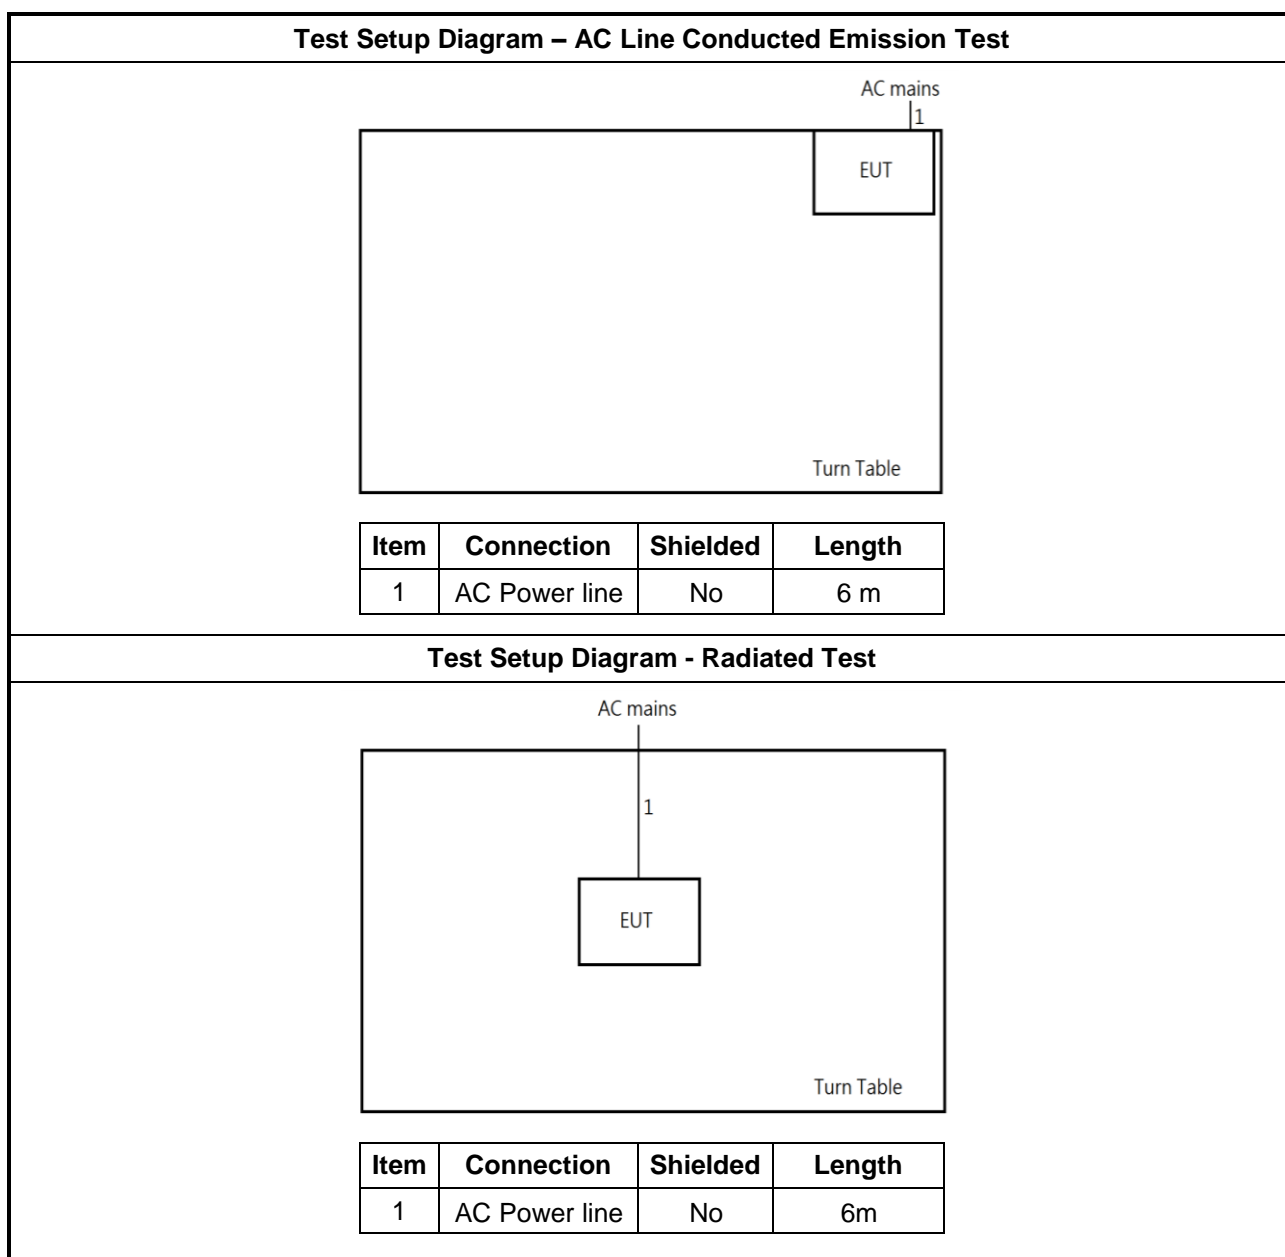 Test Setup Diagram – AC Line Conducted Emission Test
AC mains
1
EUT
Turn Table
Item Connection Shielded Length
1 AC Power line No 6 m
Test Setup Diagram - Radiated Test
AC mains
1
EUT
Turn Table
Item Connection Shielded Length
1 AC Power line No 6m